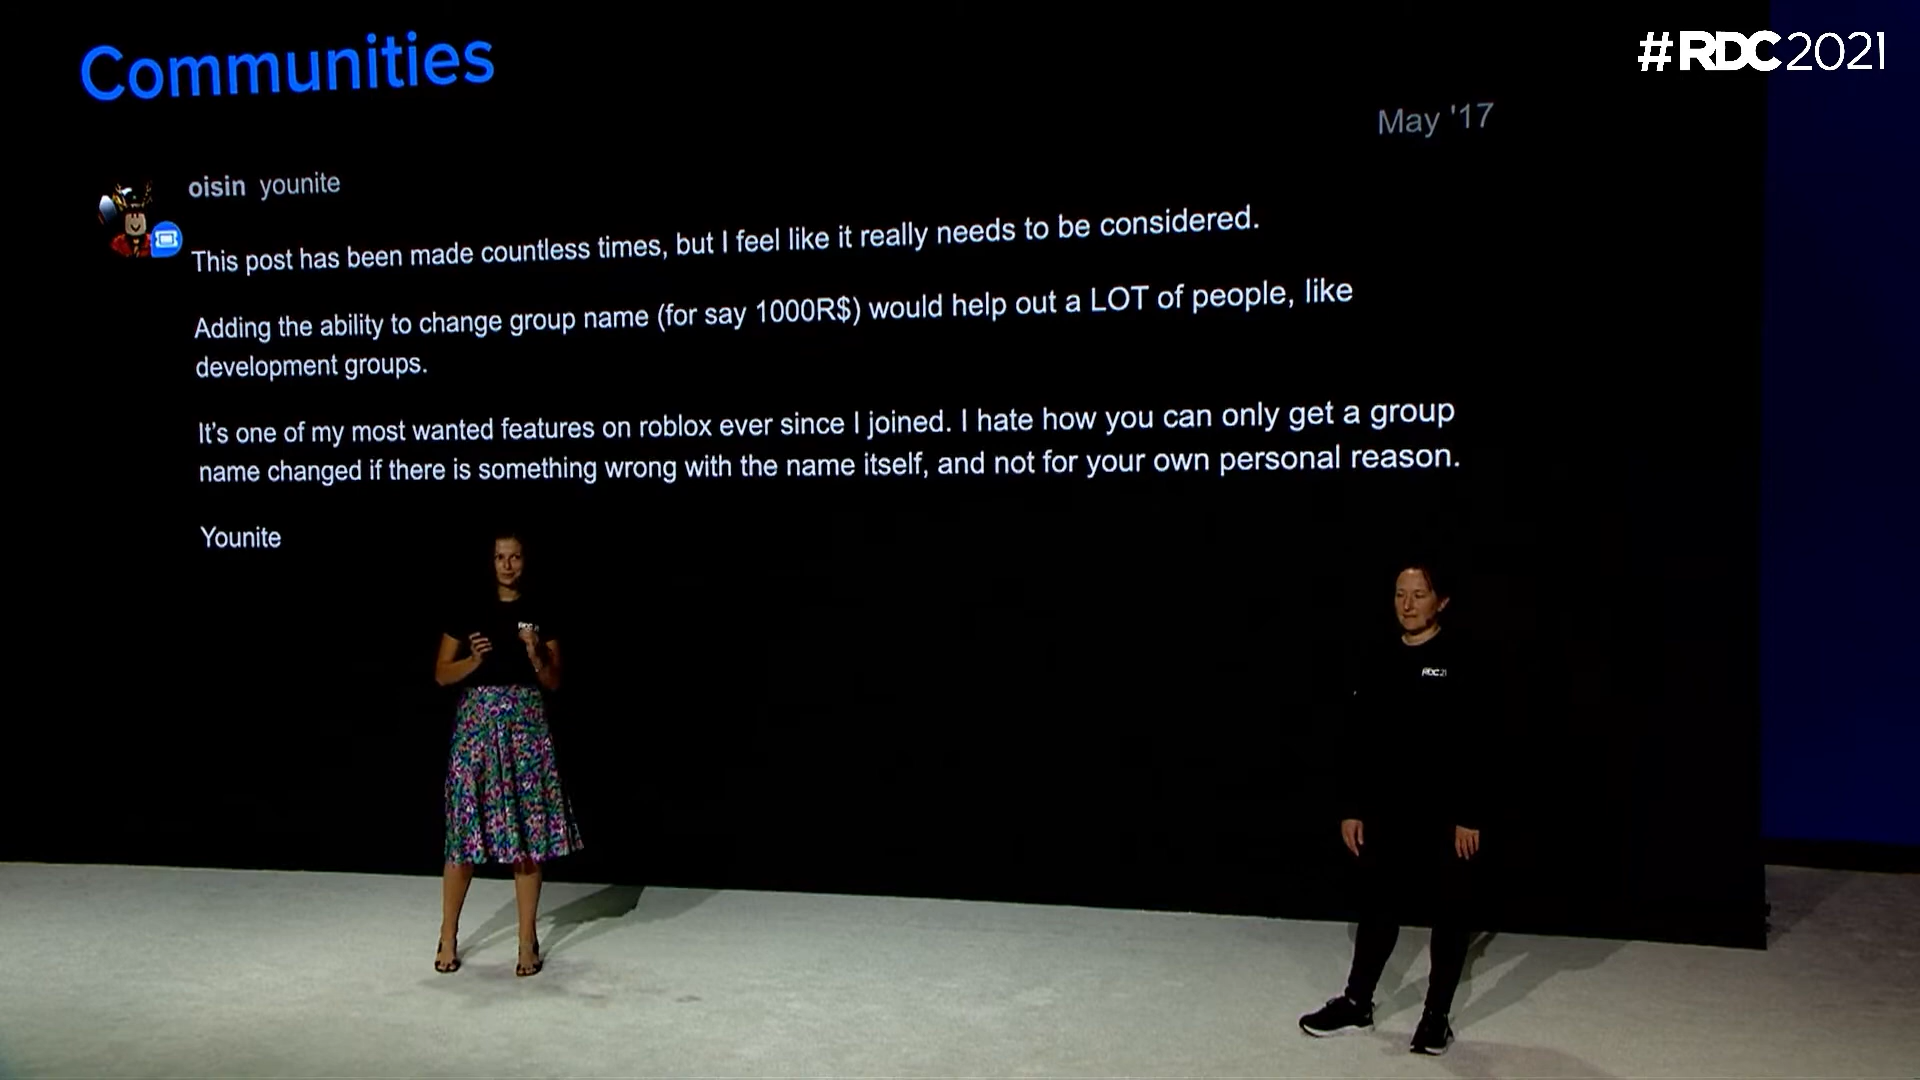 Communities
#RDC2021
May '17
oisin younite
This post has been made countless times, but I feel like it really needs to be considered.
Adding the ability to change group name (for say 1000R$) would help out a LOT of people, like
development groups.
It's one of my most wanted features on roblox ever since I joined. I hate how you can only get a group
name changed if there is something wrong with the name itself, and not for your own personal reason.
Younite
RDC21